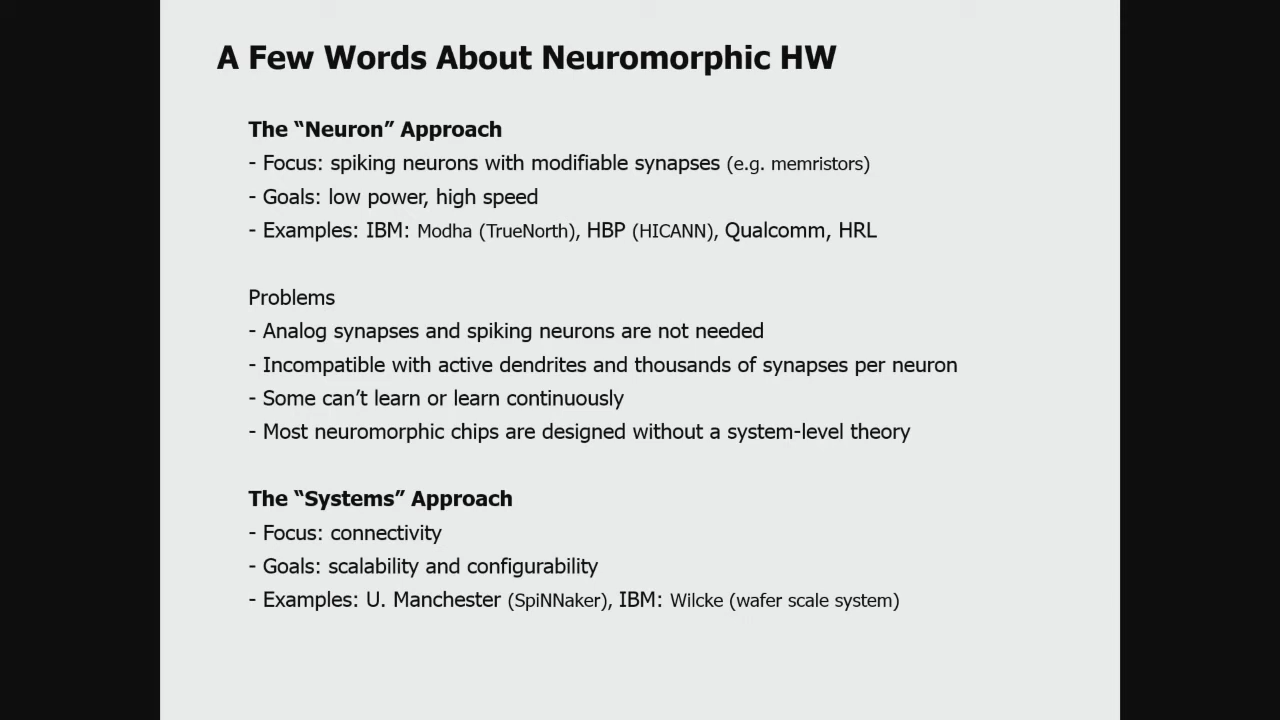 A Few Words About Neuromorphic HW
The “Neuron” Approach
- Focus: spiking neurons with modifiable synapses (e.g. memristors)
- Goals: low power, high speed
- Examples: IBM: Modha (TrueNorth), HBP (HICANN), Qualcomm, HRL
Problems
- Analog synapses and spiking neurons are not needed
- Incompatible with active dendrites and thousands of synapses per neuron
- Some can’t learn or learn continuously
- Most neuromorphic chips are designed without a system-level theory
The “Systems” Approach
- Focus: connectivity
- Goals: scalability and configurability
- Examples: U. Manchester (SpiNNaker), IBM: Wilcke (wafer scale system)